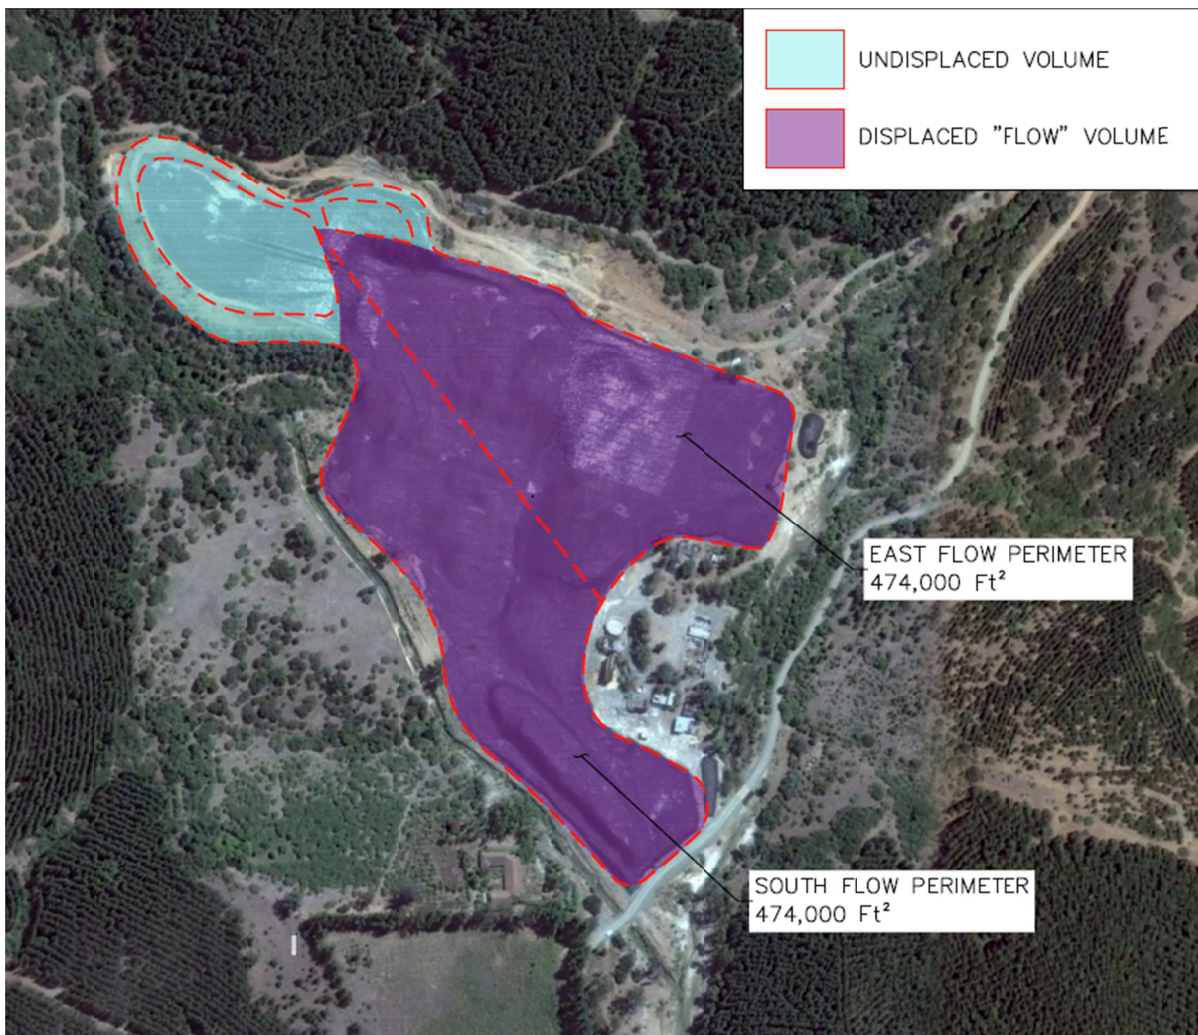 UNDISPLACED VOLUME
DISPLACED "FLOW" VOLUME
EAST FLOW PERIMETER
474,000 Ft²
SOUTH FLOW PERIMETER
474,000 Ft²